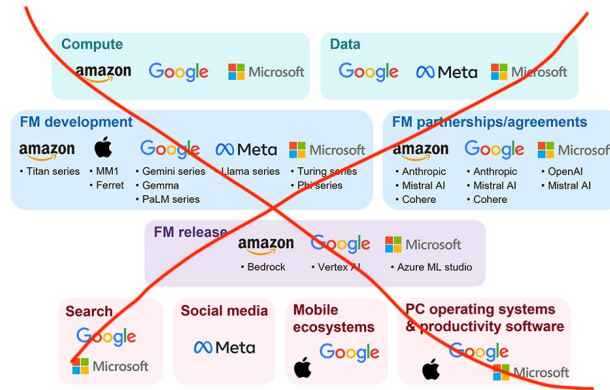 Compute
amazon Google Microsoft
Data
Google Meta Microsoft
FM development
amazon Google Meta Microsoft
• Titan series
• MM1
• Ferret
• Gemini series
• Gemma
• PaLM series
Llama series
• Turing series
• Phi series
FM partnerships/agreements
amazon Google Microsoft
• Anthropic
• Mistral AI
• Cohere
• Anthropic
• Mistral AI
• Cohere
• OpenAI
• Mistral AI
FM release
amazon Google Microsoft
• Bedrock
• Vertex AI
• Azure ML studio
Search
Google
Microsoft
Social media
Meta
Mobile
ecosystems
Google
PC operating systems
& productivity software
Google
Microsoft